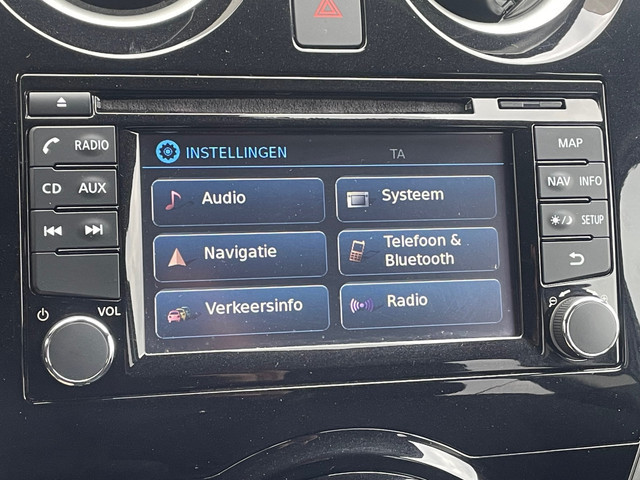 RADIO
CD AUX
VOL
INSTELLINGEN
TA
Audio
Systeem
Navigatie
Telefoon &
Bluetooth
Verkeersinfo
Radio
MAP
NAV INFO
SETUP